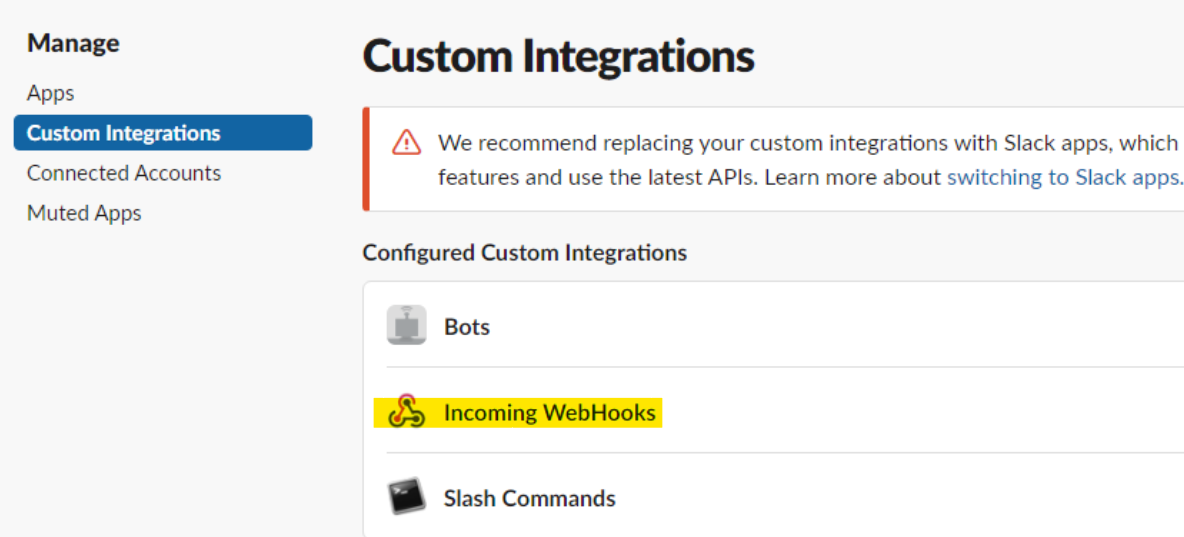 Manage
Apps
Custom Integrations
Connected Accounts
Muted Apps
Custom Integrations
We recommend replacing your custom integrations with Slack apps, which
features and use the latest APIs. Learn more about switching to Slack apps.
Configured Custom Integrations
Bots
Incoming WebHooks
Slash Commands